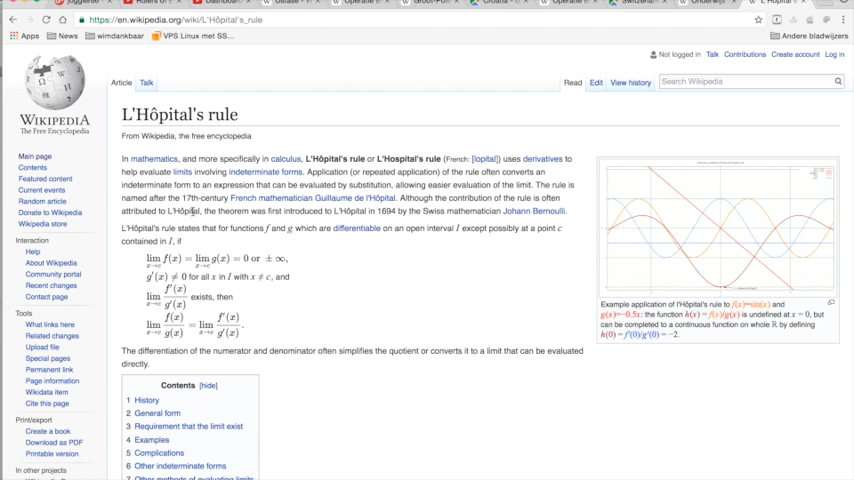 Dashboard
Operatie
Croatia
Operatie
Onderwijs
L'Hôpital's
https://en.wikipedia.org/wiki/L'Hôpital's_rule
Apps News wimdankbaar VPS Linux met SS… Andere bladwijzers
Not logged in Talk Contributions Create account Log in
Article Talk Read Edit View history Search Wikipedia
WIKIPEDIA
The Free Encyclopedia
Main page
Contents
Featured content
Current events
Random article
Donate to Wikipedia
Wikipedia store
Interaction
Help
About Wikipedia
Community portal
Recent changes
Contact page
Tools
What links here
Related changes
Upload file
Special pages
Permanent link
Page information
Wikidata item
Cite this page
Print/export
Create a book
Download as PDF
Printable version
In other projects
L'Hôpital's rule
From Wikipedia, the free encyclopedia
In mathematics, and more specifically in calculus, L'Hôpital's rule or L'Hospital's rule (French: [lopital]) uses derivatives to
help evaluate limits involving indeterminate forms. Application (or repeated application) of the rule often converts an
indeterminate form to an expression that can be evaluated by substitution, allowing easier evaluation of the limit. The rule is
named after the 17th-century French mathematician Guillaume de l'Hôpital. Although the contribution of the rule is often
attributed to L'Hôpital, the theorem was first introduced to L'Hôpital in 1694 by the Swiss mathematician Johann Bernoulli.
L'Hôpital's rule states that for functions f and g which are differentiable on an open interval I except possibly at a point c
contained in I, if
lim x→c f(x) = lim x→c g(x) = 0 or ±∞,
g′(x) ≠ 0 for all x in I with x ≠ c, and
lim x→c f′(x)/g′(x) exists, then
lim x→c f(x)/g(x) = lim x→c f′(x)/g′(x).
The differentiation of the numerator and denominator often simplifies the quotient or converts it to a limit that can be evaluated
directly.
Contents [hide]
1 History
2 General form
3 Requirement that the limit exist
4 Examples
5 Complications
6 Other indeterminate forms
7 Other methods of evaluating limits
Example application of l'Hôpital's rule to f(x)=sin(x) and
g(x)=−0.5x: the function h(x) = f(x)/g(x) is undefined at x = 0, but
can be completed to a continuous function on whole ℝ by defining
h(0) = f′(0)/g′(0) = −2.